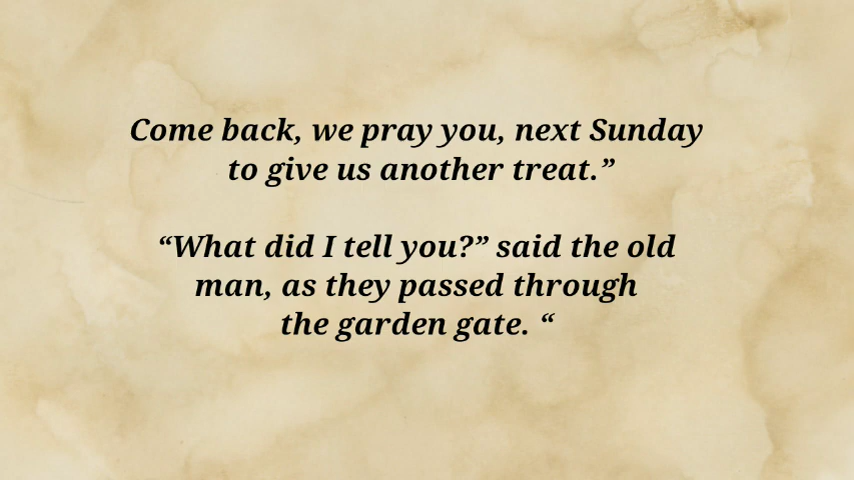 Come back, we pray you, next Sunday
to give us another treat.”
“What did I tell you?” said the old
man, as they passed through
the garden gate. “